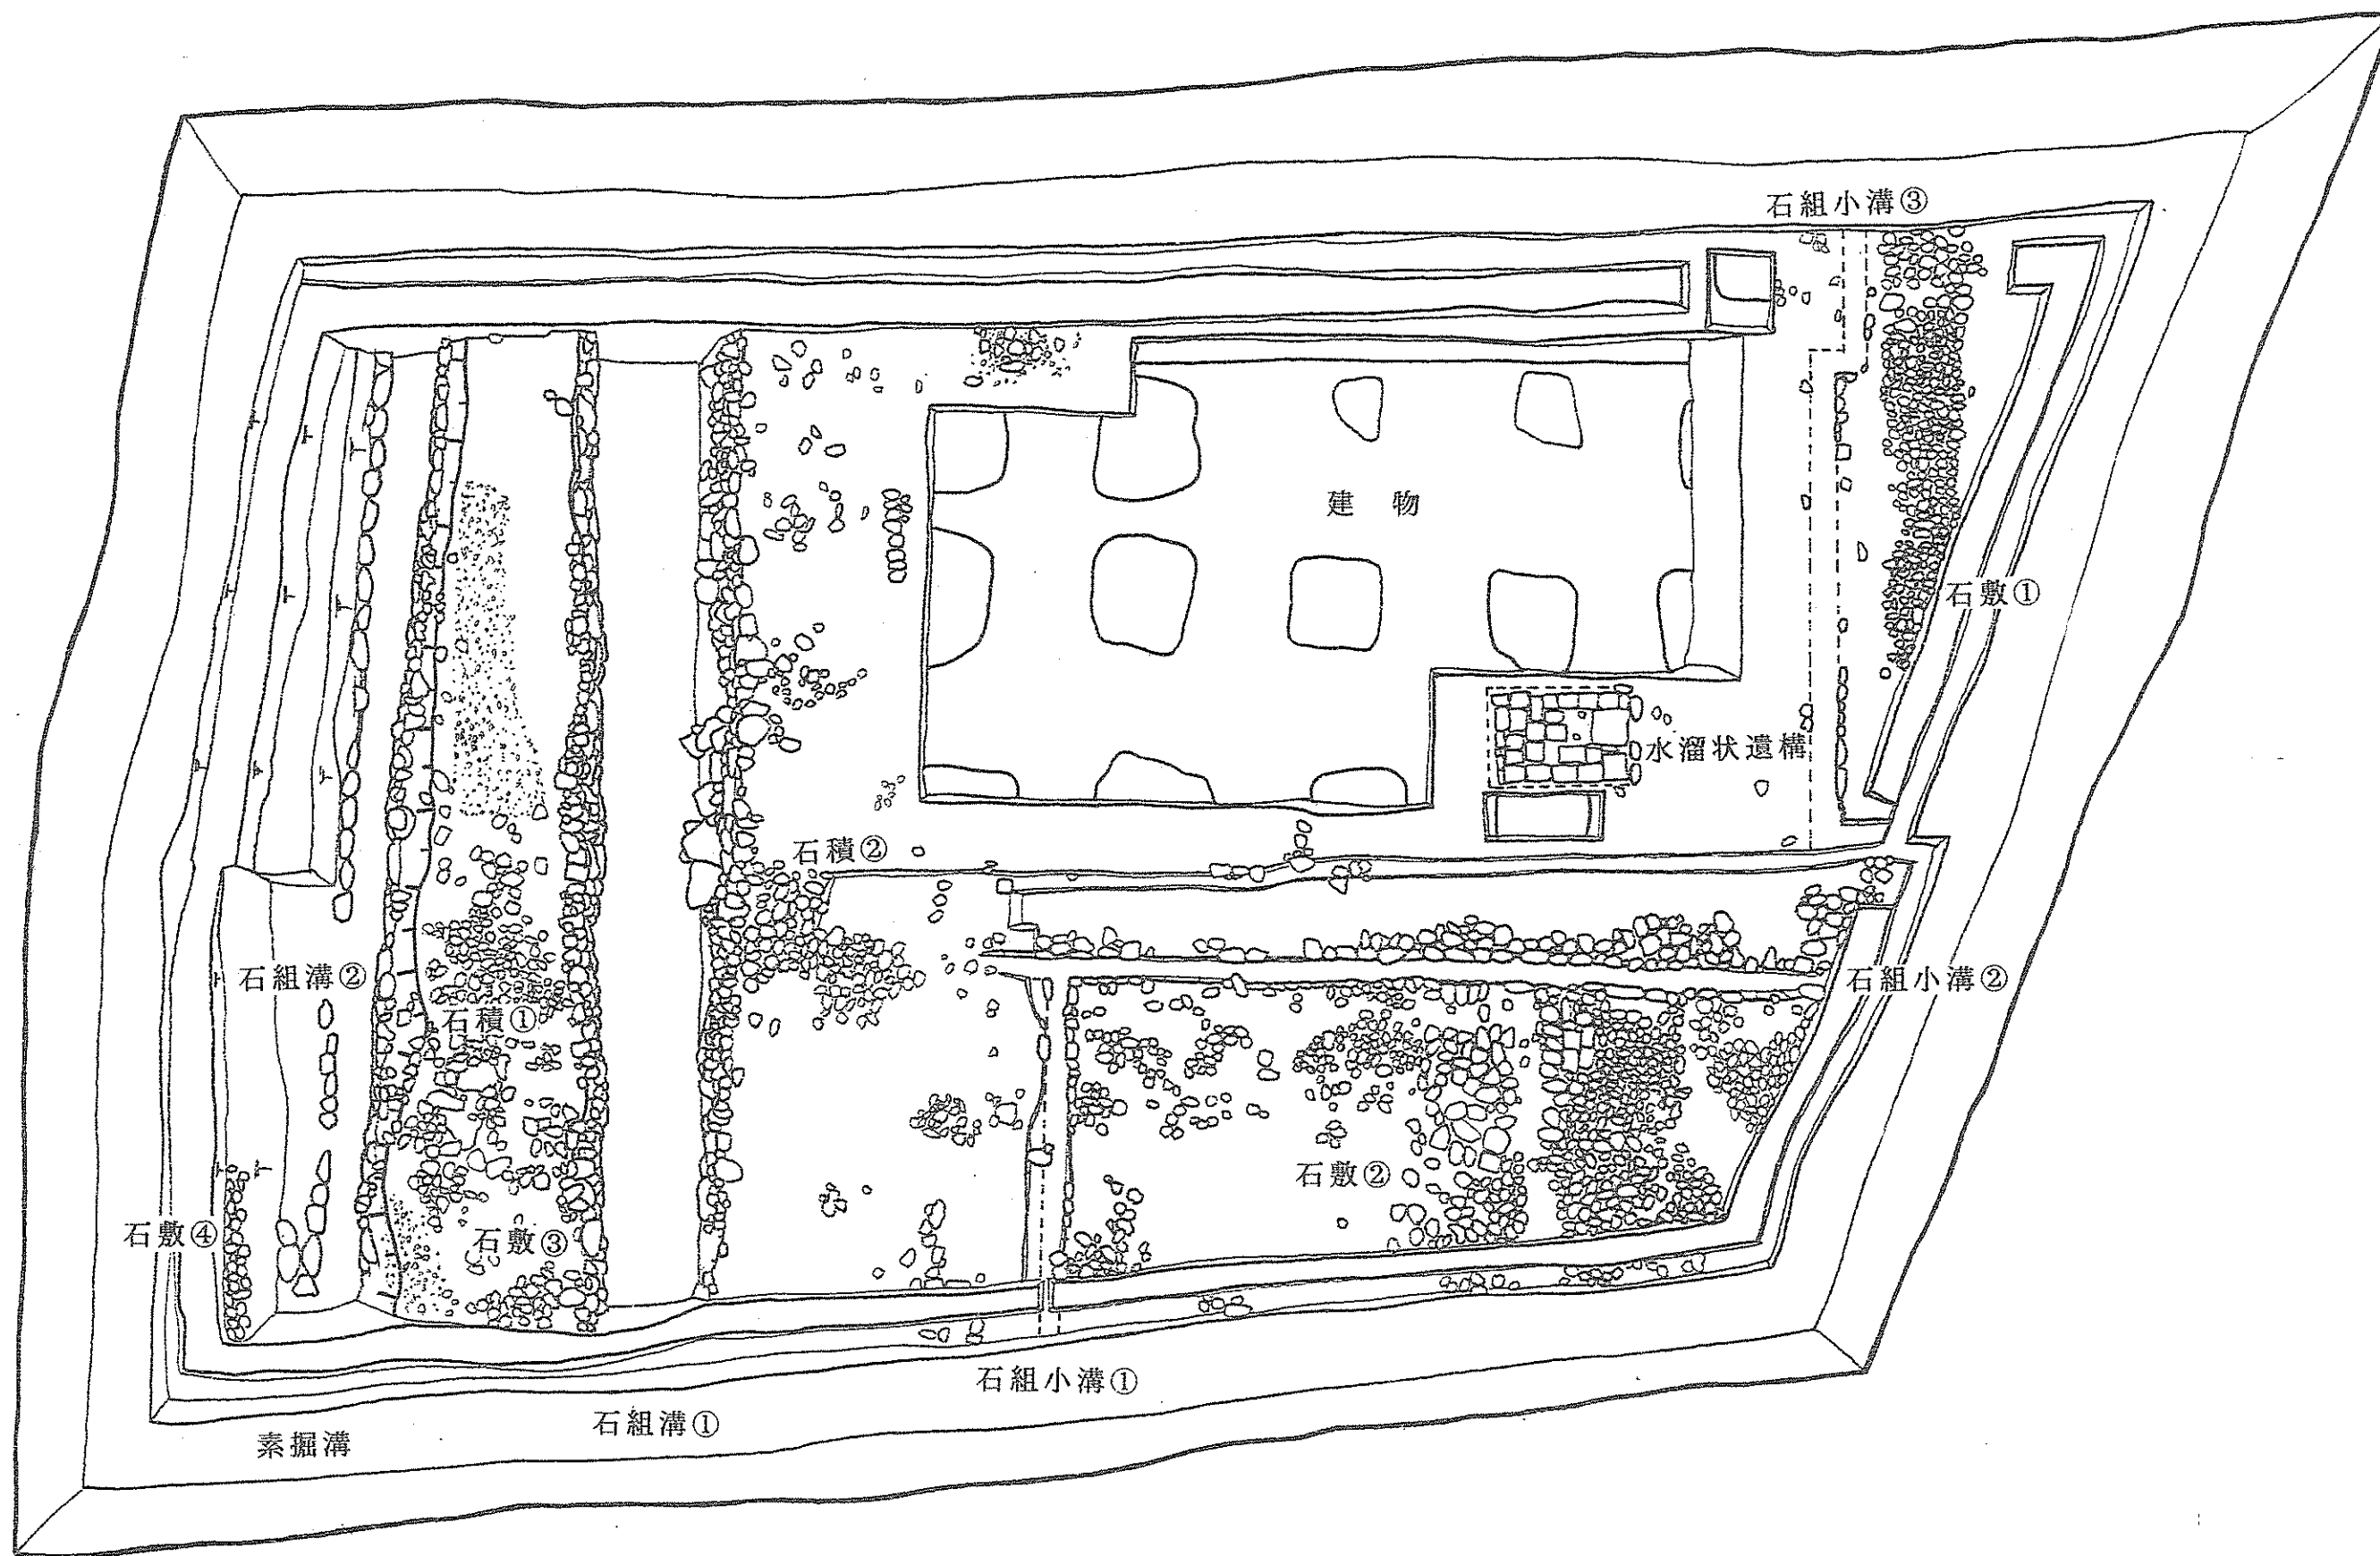 石組小溝③
建物
石敷①
水溜状遺構
石積②
石組溝②
石組小溝②
石積①
石敷②
石敷④
石敷③
石組小溝①
石組溝①
素掘溝